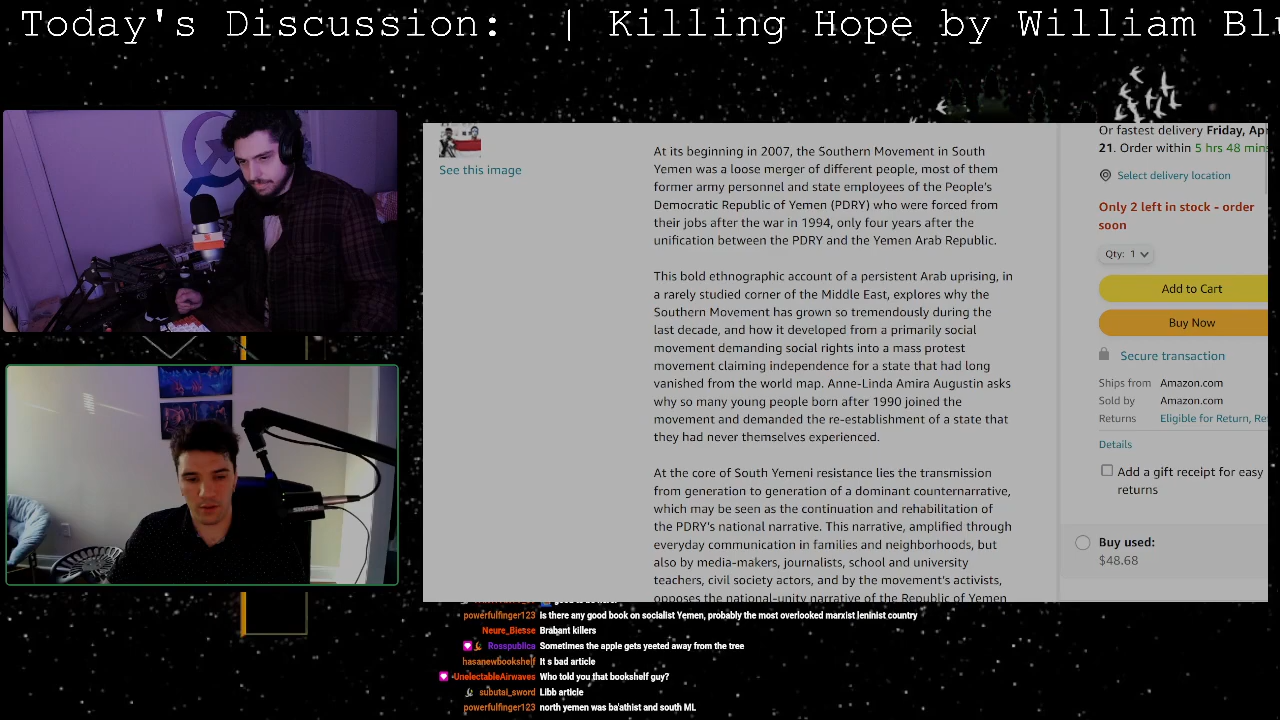 Today's Discussion:  | Killing Hope by William
See this image
At its beginning in 2007, the Southern Movement in South
Yemen was a loose merger of different people, most of them
former army personnel and state employees of the People's
Democratic Republic of Yemen (PDRY) who were forced from
their jobs after the war in 1994, only four years after the
unification between the PDRY and the Yemen Arab Republic.
This bold ethnographic account of a persistent Arab uprising, in
a rarely studied corner of the Middle East, explores why the
Southern Movement has grown so tremendously during the
last decade, and how it developed from a primarily social
movement demanding social rights into a mass protest
movement claiming independence for a state that had long
vanished from the world map. Anne-Linda Amira Augustin asks
why so many young people born after 1990 joined the
movement and demanded the re-establishment of a state that
they had never themselves experienced.
At the core of South Yemeni resistance lies the transmission
from generation to generation of a dominant counternarrative,
which may be seen as the continuation and rehabilitation of
the PDRY's national narrative. This narrative, amplified through
everyday communication in families and neighborhoods, but
also by media-makers, journalists, school and university
teachers, civil society actors, and by the movement's activists,
opposes the national-unity narrative of the Republic of Yemen
Or fastest delivery Friday, Ap
21. Order within 5 hrs 48 mins
Select delivery location
Only 2 left in stock - order
soon
Qty: 1
Add to Cart
Buy Now
Secure transaction
Ships from Amazon.com
Sold by Amazon.com
Returns Eligible for Return, Re
Details
Add a gift receipt for easy
returns
Buy used:
$48.68
powerfulfinger123 Is there any good book on socialist Yemen, probably the most overlooked marxist leninist country
Neure_Biesse Brabant killers
Rosspublica Sometimes the apple gets yeeted away from the tree
hasanewbookshelf It s bad article
UnelectableAirwaves Who told you that bookshelf guy?
subutai_sword Libb article
powerfulfinger123 north yemen was ba'athist and south ML